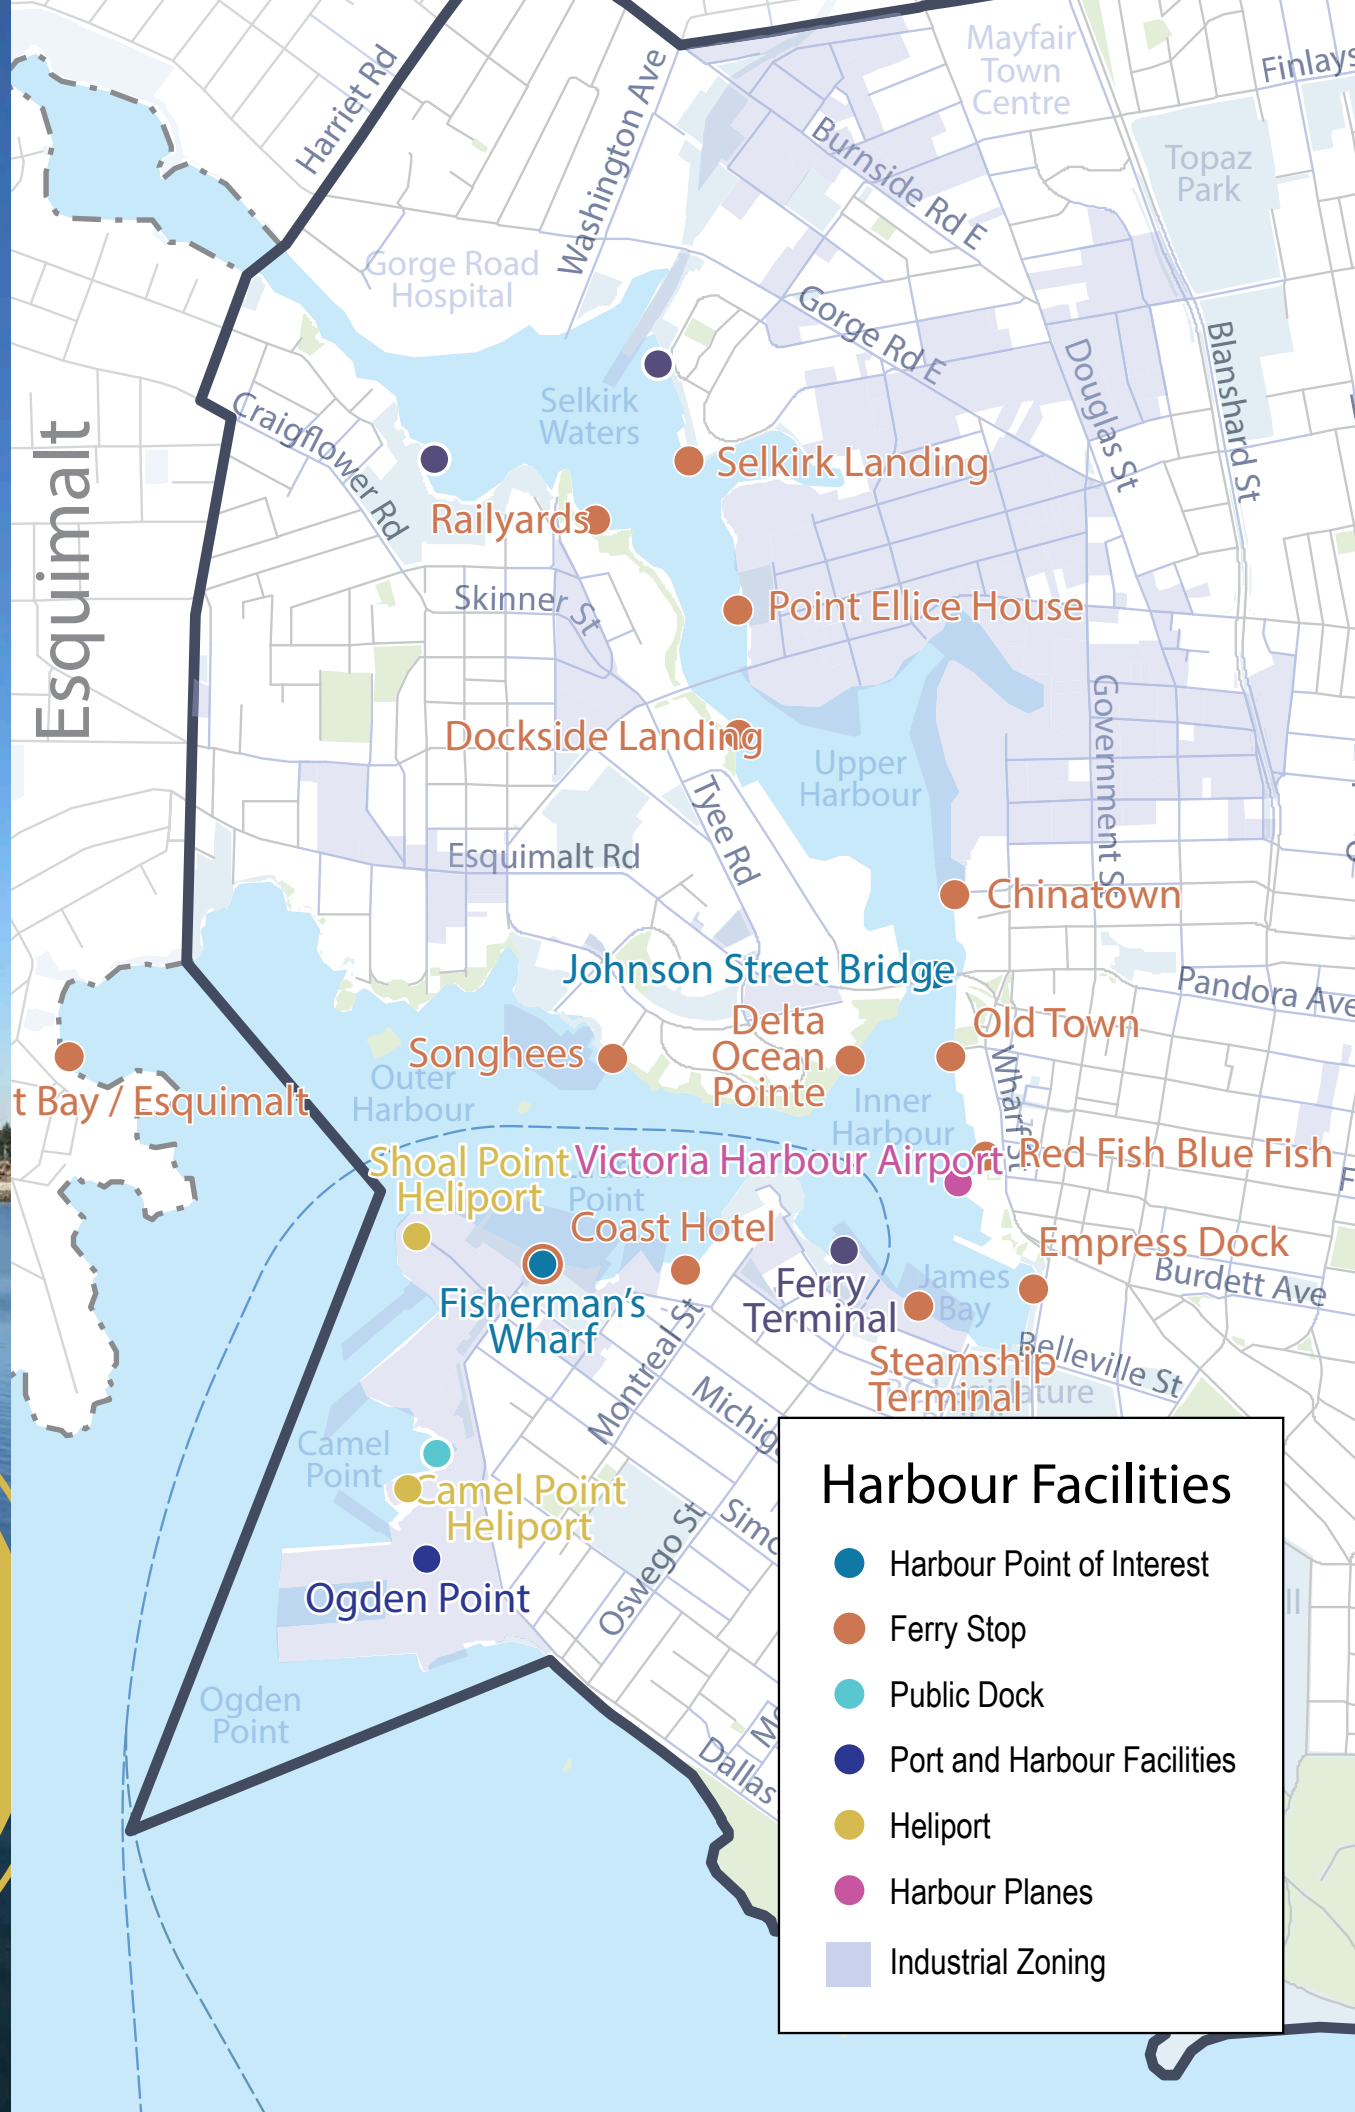 Mayfair
Town
Centre
Finlays
Harriet Rd
Washington Ave
Burnside Rd E
Topaz
Park
Gorge Road
Hospital
Gorge Rd E
Douglas St
Blanshard St
Selkirk
Waters
Craigflower Rd
Esquimalt
Selkirk Landing
Railyards
Skinner St
Point Ellice House
Government St
Dockside Landing
Upper
Harbour
Tyee Rd
Esquimalt Rd
Chinatown
Johnson Street Bridge
Pandora Ave
Delta
Ocean
Pointe
Old Town
Songhees
Outer
Harbour
t Bay / Esquimalt
Inner
Harbour
Wharf St
Shoal Point
Heliport
Victoria Harbour Airport
Red Fish Blue Fish
Point
Coast Hotel
Empress Dock
Fisherman's
Wharf
Ferry
Terminal
James
Bay
Burdett Ave
Belleville St
Steamship
Terminal
Montreal St
Michig
Camel
Point
Camel Point
Heliport
Simc
Oswego St
Ogden Point
Ogden
Point
Dallas
Harbour Facilities
Harbour Point of Interest
Ferry Stop
Public Dock
Port and Harbour Facilities
Heliport
Harbour Planes
Industrial Zoning